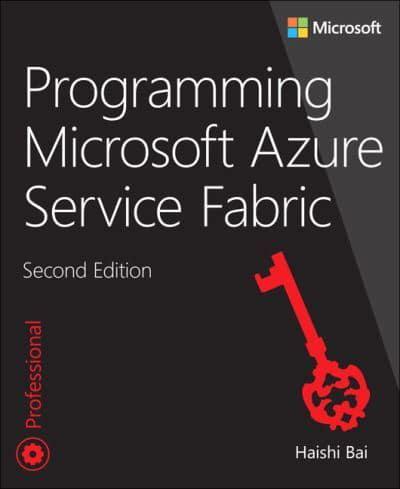 Microsoft
Programming
Microsoft Azure
Service Fabric
Second Edition
Professional
Haishi Bai